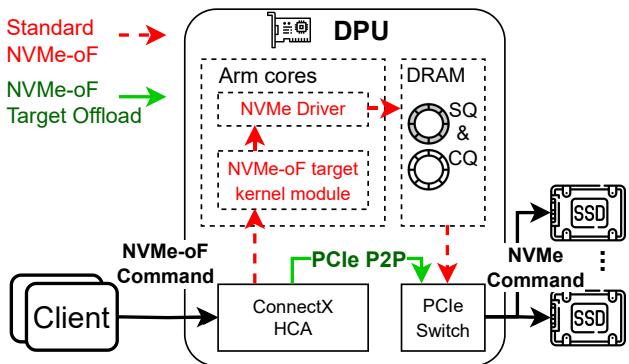 Standard
NVMe-oF
NVMe-oF
Target Offload
DPU
Arm cores
NVMe Driver
NVMe-oF target
kernel module
DRAM
SQ
&
CQ
NVMe-oF
Command
PCIe P2P
NVMe
Command
Client
ConnectX
HCA
PCIe
Switch
SSD
...
SSD